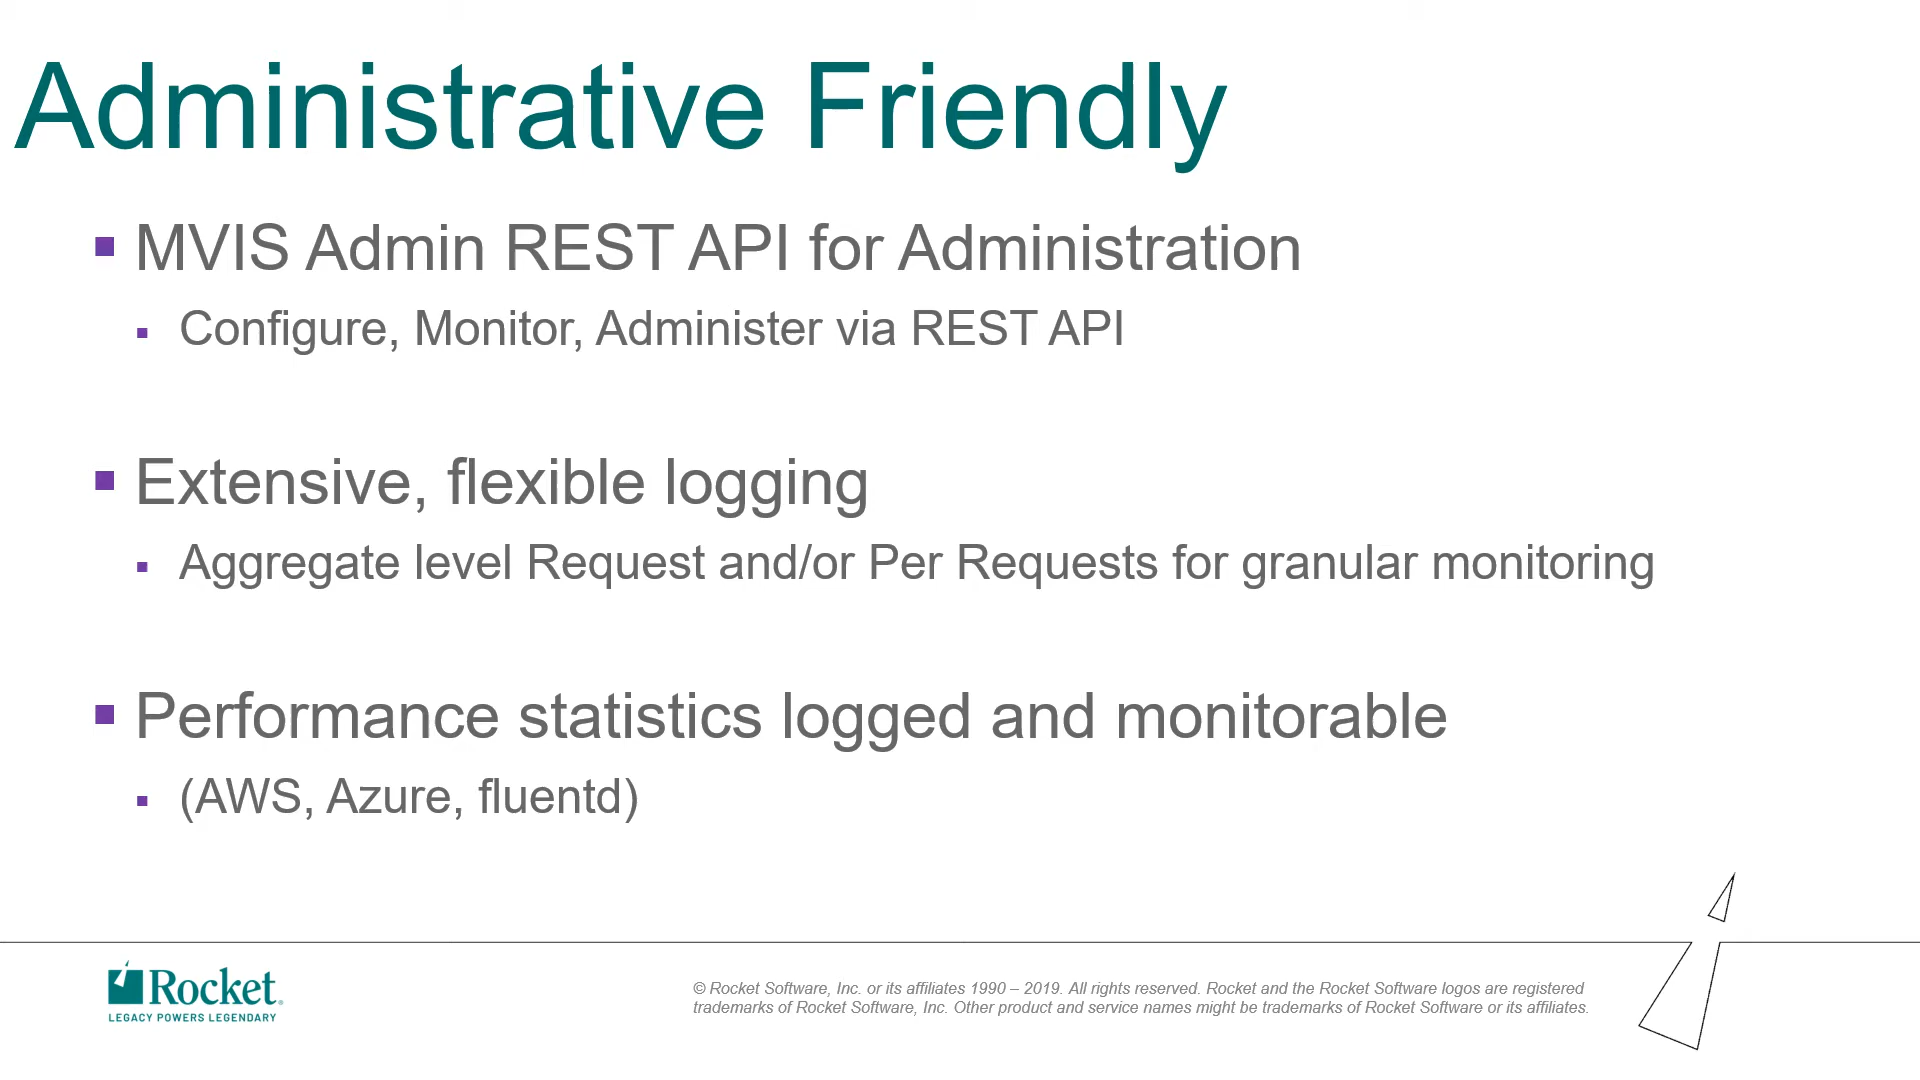 Administrative Friendly
MVIS Admin REST API for Administration
Configure, Monitor, Administer via REST API
Extensive, flexible logging
Aggregate level Request and/or Per Requests for granular monitoring
Performance statistics logged and monitorable
(AWS, Azure, fluentd)
Rocket®
LEGACY POWERS LEGENDARY
© Rocket Software, Inc. or its affiliates 1990 – 2019. All rights reserved. Rocket and the Rocket Software logos are registered
trademarks of Rocket Software, Inc. Other product and service names might be trademarks of Rocket Software or its affiliates.